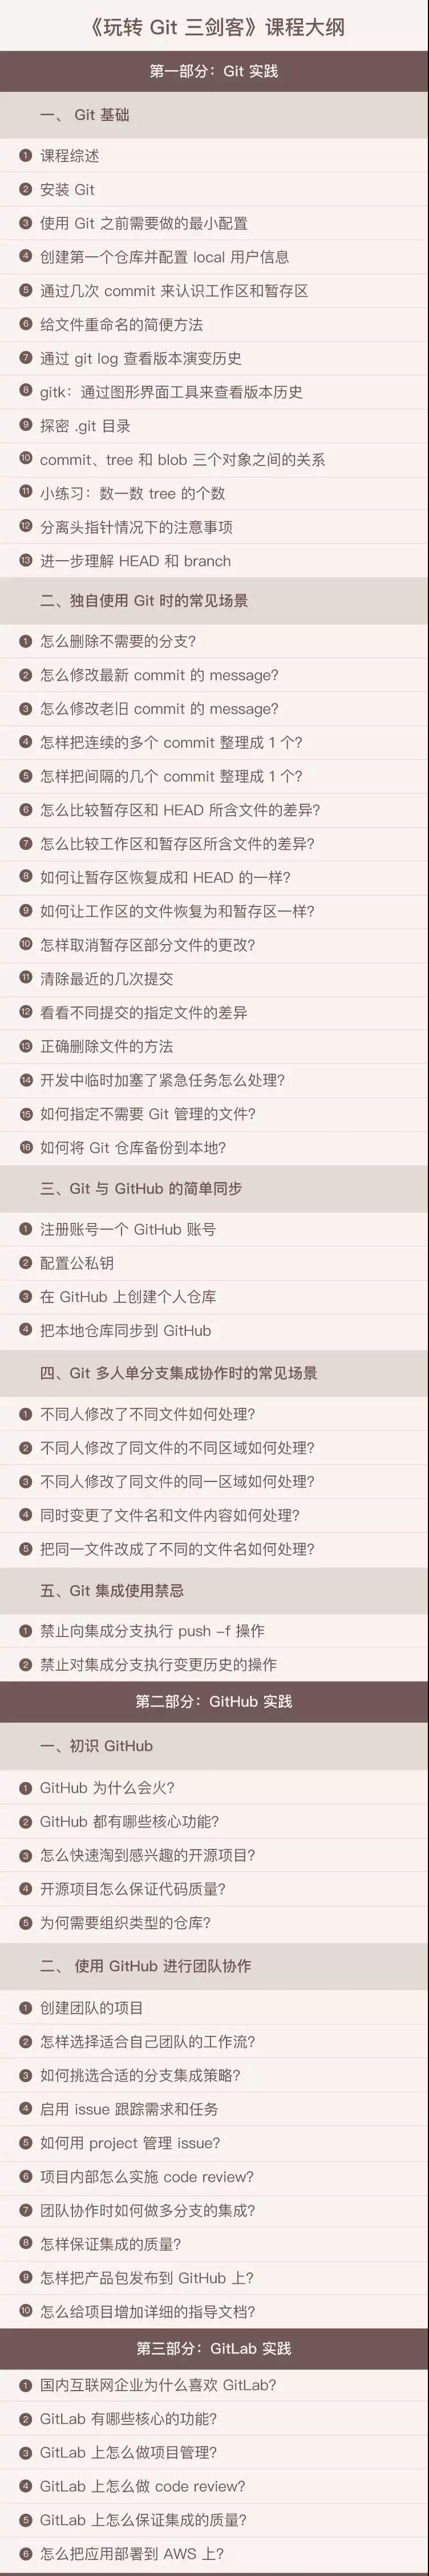 《玩转 Git 三剑客》课程大纲
第一部分：Git 实践
一、 Git 基础
1 课程综述
2 安装 Git
3 使用 Git 之前需要做的最小配置
4 创建第一个仓库并配置 local 用户信息
5 通过几次 commit 来认识工作区和暂存区
6 给文件重命名的简便方法
7 通过 git log 查看版本演变历史
8 gitk：通过图形界面工具来查看版本历史
9 探密 .git 目录
10 commit、tree 和 blob 三个对象之间的关系
11 小练习：数一数 tree 的个数
12 分离头指针情况下的注意事项
13 进一步理解 HEAD 和 branch
二、独自使用 Git 时的常见场景
1 怎么删除不需要的分支?
2 怎么修改最新 commit 的 message?
3 怎么修改老旧 commit 的 message?
4 怎样把连续的多个 commit 整理成 1 个?
5 怎样把间隔的几个 commit 整理成 1 个?
6 怎么比较暂存区和 HEAD 所含文件的差异?
7 怎么比较工作区和暂存区所含文件的差异?
8 如何让暂存区恢复成和 HEAD 的一样?
9 如何让工作区的文件恢复为和暂存区一样?
10 怎样取消暂存区部分文件的更改?
11 清除最近的几次提交
12 看看不同提交的指定文件的差异
13 正确删除文件的方法
14 开发中临时加塞了紧急任务怎么处理?
15 如何指定不需要 Git 管理的文件?
16 如何将 Git 仓库备份到本地?
三、Git 与 GitHub 的简单同步
1 注册账号一个 GitHub 账号
2 配置公私钥
3 在 GitHub 上创建个人仓库
4 把本地仓库同步到 GitHub
四、Git 多人单分支集成协作时的常见场景
1 不同人修改了不同文件如何处理?
2 不同人修改了同文件的不同区域如何处理?
3 不同人修改了同文件的同一区域如何处理?
4 同时变更了文件名和文件内容如何处理?
5 把同一文件改成了不同的文件名如何处理?
五、Git 集成使用禁忌
1 禁止向集成分支执行 push -f 操作
2 禁止对集成分支执行变更历史的操作
第二部分：GitHub 实践
一、初识 GitHub
1 GitHub 为什么会火?
2 GitHub 都有哪些核心功能?
3 怎么快速淘到感兴趣的开源项目?
4 开源项目怎么保证代码质量?
5 为何需要组织类型的仓库?
二、 使用 GitHub 进行团队协作
1 创建团队的项目
2 怎样选择适合自己团队的工作流?
3 如何挑选合适的分支集成策略?
4 启用 issue 跟踪需求和任务
5 如何用 project 管理 issue?
6 项目内部怎么实施 code review?
7 团队协作时如何做多分支的集成?
8 怎样保证集成的质量?
9 怎样把产品包发布到 GitHub 上?
10 怎么给项目增加详细的指导文档?
第三部分：GitLab 实践
1 国内互联网企业为什么喜欢 GitLab?
2 GitLab 有哪些核心的功能?
3 GitLab 上怎么做项目管理?
4 GitLab 上怎么做 code review?
5 GitLab 上怎么保证集成的质量?
6 怎么把应用部署到 AWS 上?